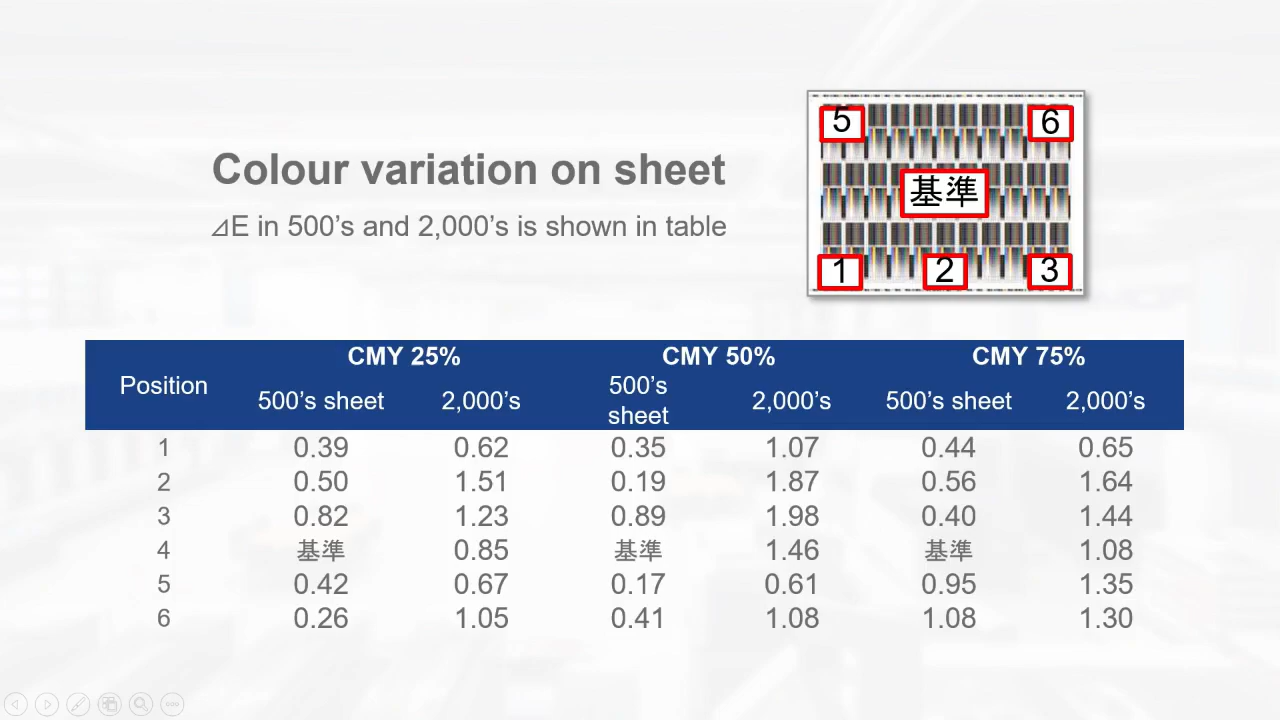 Colour variation on sheet
⊿E in 500’s and 2,000’s is shown in table
5 6
基準
1 2 3
Position CMY 25% CMY 50% CMY 75%
500’s sheet 2,000’s 500’s sheet 2,000’s 500’s sheet 2,000’s
1 0.39 0.62 0.35 1.07 0.44 0.65
2 0.50 1.51 0.19 1.87 0.56 1.64
3 0.82 1.23 0.89 1.98 0.40 1.44
4 基準 0.85 基準 1.46 基準 1.08
5 0.42 0.67 0.17 0.61 0.95 1.35
6 0.26 1.05 0.41 1.08 1.08 1.30